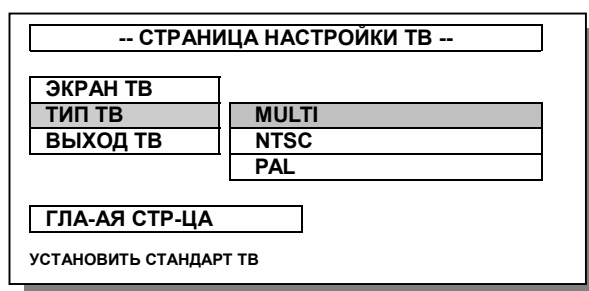 -- СТРАНИЦА НАСТРОЙКИ ТВ --
ЭКРАН ТВ
ТИП ТВ MULTI
ВЫХОД ТВ NTSC
PAL
ГЛА-АЯ СТР-ЦА
УСТАНОВИТЬ СТАНДАРТ ТВ